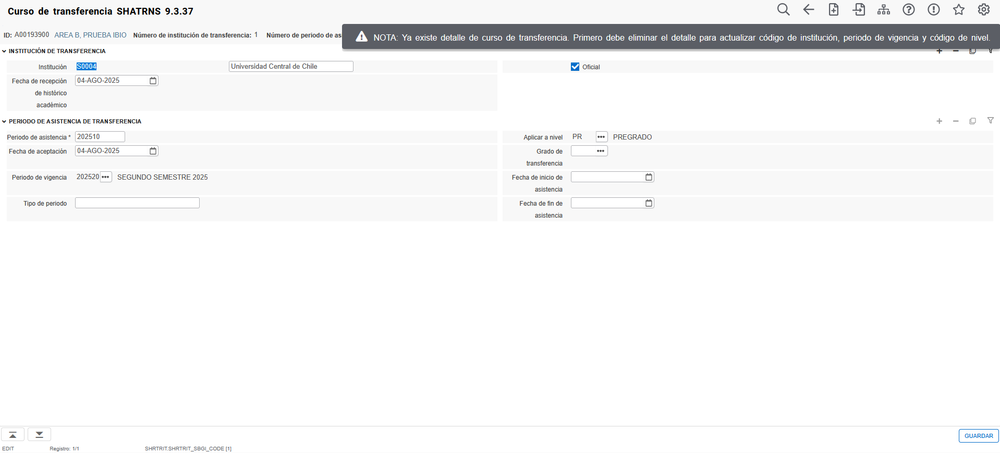 Curso de transferencia SHATRNS 9.3.37
ID: A00193900 AREA B, PRUEBA IBIO Número de institución de transferencia: 1 Número de periodo de as
NOTA: Ya existe detalle de curso de transferencia. Primero debe eliminar el detalle para actualizar código de institución, periodo de vigencia y código de nivel.
INSTITUCIÓN DE TRANSFERENCIA
Institución S0004 Universidad Central de Chile Oficial
Fecha de recepción 04-AGO-2025
de histórico
académico
PERIODO DE ASISTENCIA DE TRANSFERENCIA
Periodo de asistencia * 202510 Aplicar a nivel PR PREGRADO
Fecha de aceptación 04-AGO-2025 Grado de
transferencia
Periodo de vigencia 202520 SEGUNDO SEMESTRE 2025 Fecha de inicio de
asistencia
Tipo de periodo Fecha de fin de
asistencia
GUARDAR
EDIT Registro: 1/1 SHRTRIT.SHRTRIT_SBGI_CODE [1]